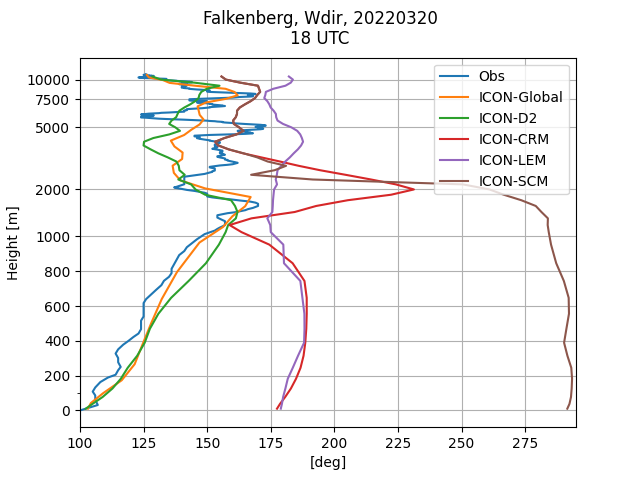 Falkenberg, Wdir, 20220320
18 UTC
Obs
ICON-Global
ICON-D2
ICON-CRM
ICON-LEM
ICON-SCM
Height [m]
10000
7500
5000
2000
1000
800
600
400
200
0
100
125
150
175
200
225
250
275
[deg]